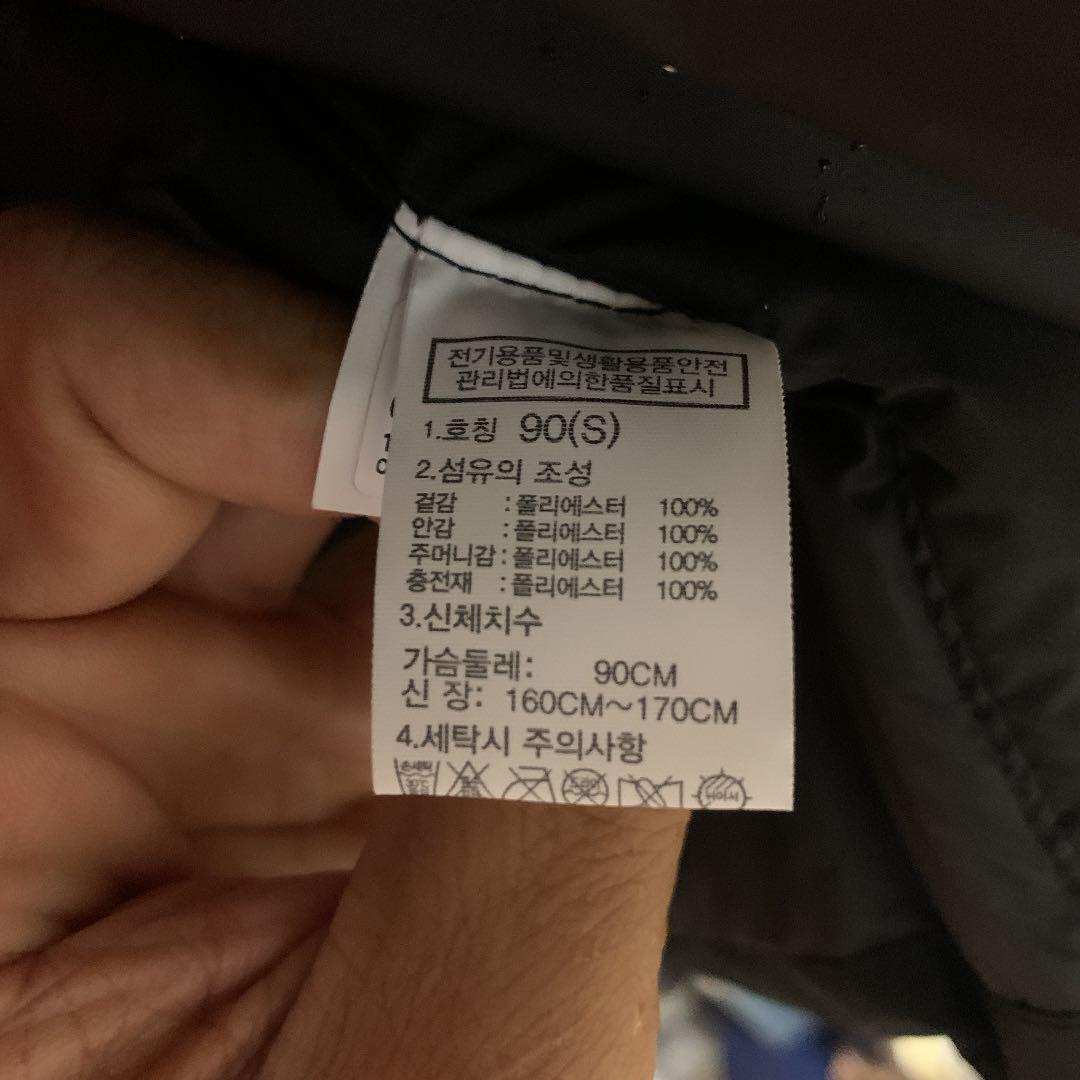 전기용품및생활용품안전
관리법에의한품질표시
1.호칭 90(S)
2.섬유의 조성
겉감 : 폴리에스터 100%
안감 : 폴리에스터 100%
주머니감 : 폴리에스터 100%
충전재 : 폴리에스터 100%
3.신체치수
가슴둘레: 90CM
신 장: 160CM~170CM
4.세탁시 주의사항
손세탁